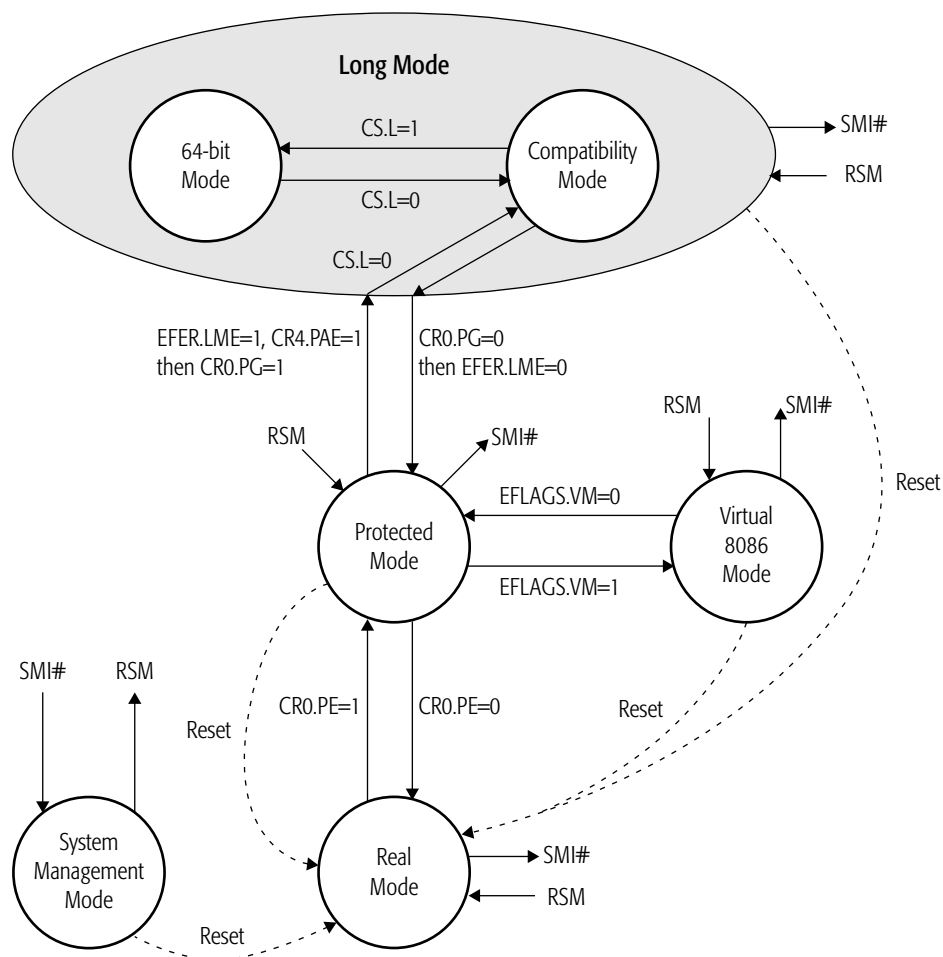 Long Mode
CS.L=1
SMI#
64-bit
Mode
Compatibility
Mode
RSM
CS.L=0
CS.L=0
EFER.LME=1, CR4.PAE=1
then CR0.PG=1
CR0.PG=0
then EFER.LME=0
RSM
SMI#
RSM
SMI#
Reset
EFLAGS.VM=0
Protected
Mode
Virtual
8086
Mode
EFLAGS.VM=1
SMI#
RSM
Reset
CR0.PE=1
CR0.PE=0
Reset
System
Management
Mode
Real
Mode
SMI#
RSM
Reset